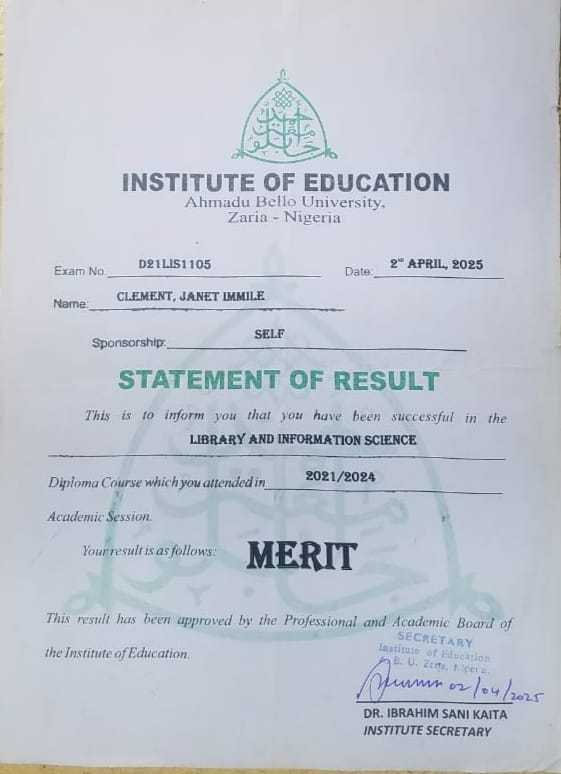 INSTITUTE OF EDUCATION
Ahmadu Bello University,
Zaria - Nigeria
Exam No. D21LIS1105 Date: 2ⁿᵈ APRIL, 2025
Name: CLEMENT, JANET IMMILE
Sponsorship: SELF
STATEMENT OF RESULT
This is to inform you that you have been successful in the
LIBRARY AND INFORMATION SCIENCE
Diploma Course which you attended in 2021/2024
Academic Session.
Your result is as follows: MERIT
This result has been approved by the Professional and Academic Board of
the Institute of Education.
SECRETARY
Institute of Education
B. U. Zaria, Nigeria.
02/04/2025
DR. IBRAHIM SANI KAITA
INSTITUTE SECRETARY